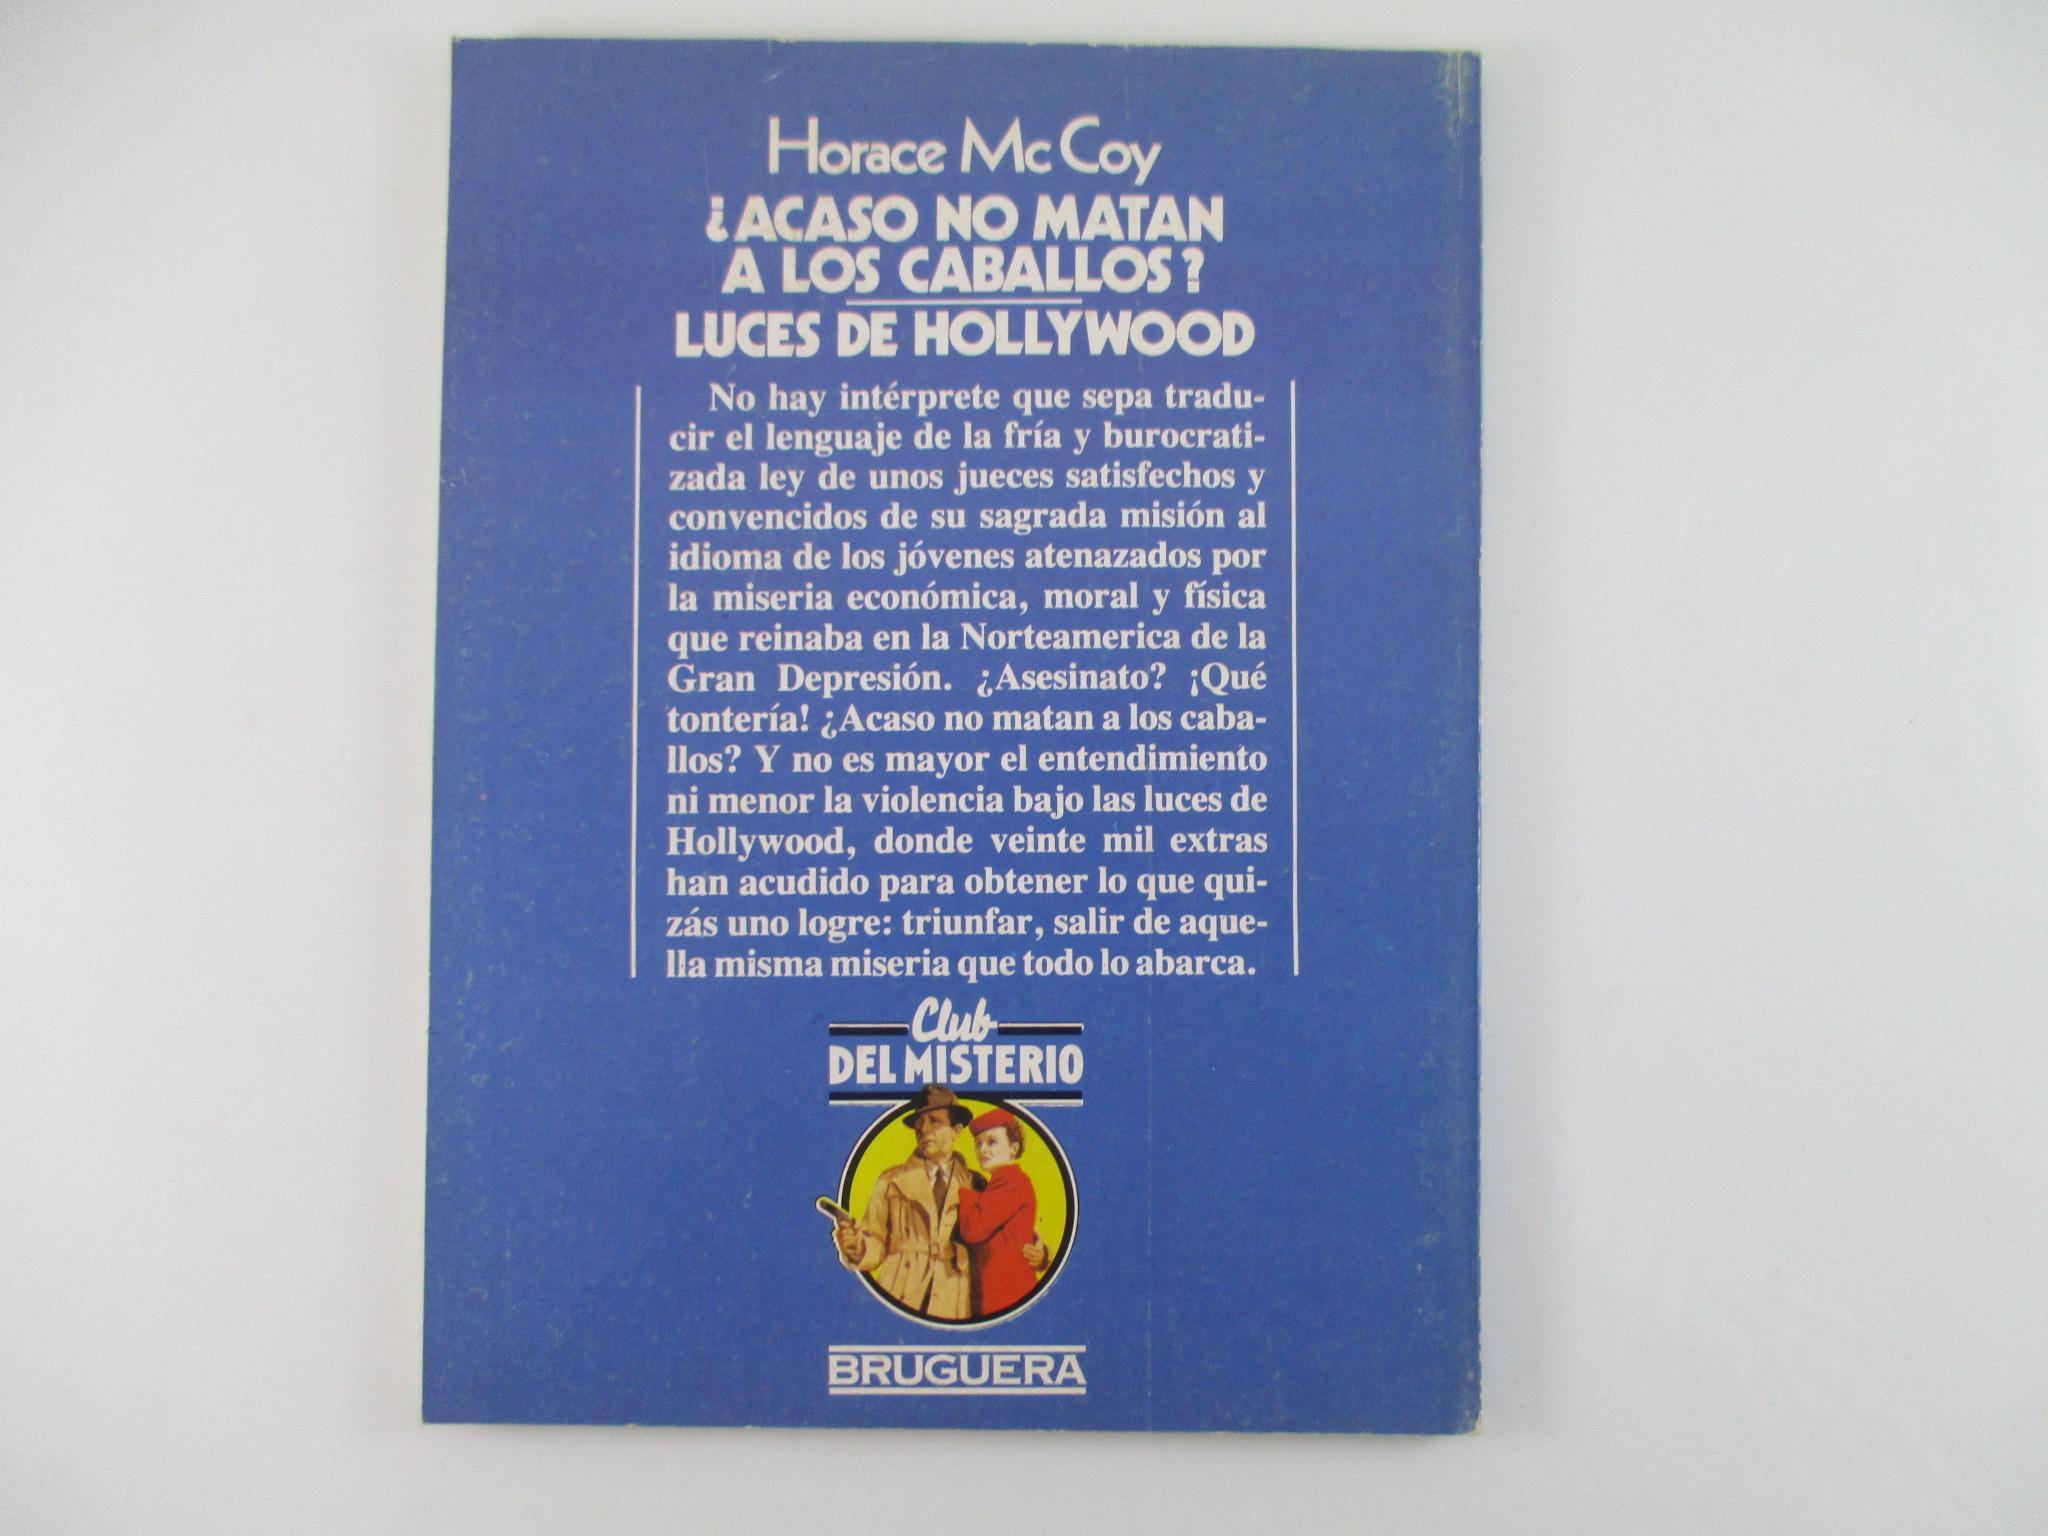 Horace Mc Coy
¿ACASO NO MATAN
A LOS CABALLOS?
LUCES DE HOLLYWOOD
No hay intérprete que sepa tradu-
cir el lenguaje de la fría y burocrati-
zada ley de unos jueces satisfechos y
convencidos de su sagrada misión al
idioma de los jóvenes atenazados por
la miseria económica, moral y física
que reinaba en la Norteamerica de la
Gran Depresión. ¿Asesinato? ¡Qué
tontería! ¿Acaso no matan a los caba-
llos? Y no es mayor el entendimiento
ni menor la violencia bajo las luces de
Hollywood, donde veinte mil extras
han acudido para obtener lo que qui-
zás uno logre: triunfar, salir de aque-
lla misma miseria que todo lo abarca.
Club
DEL MISTERIO
BRUGUERA